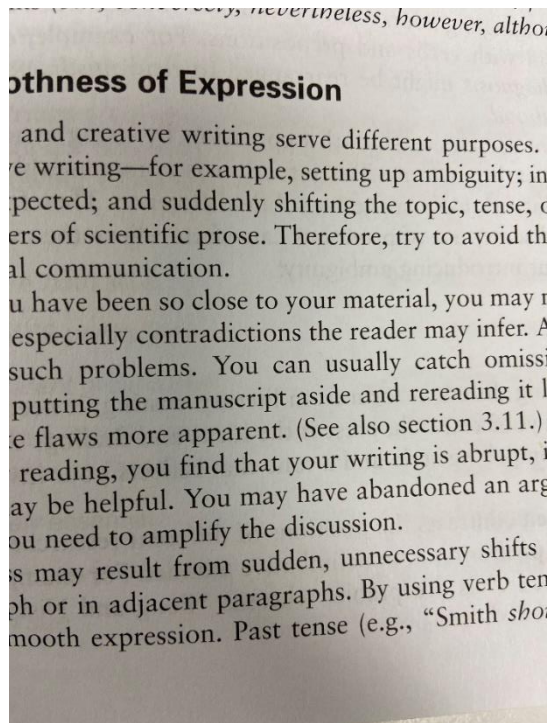 nevertheless, however, althou
othness of Expression
and creative writing serve different purposes.
e writing—for example, setting up ambiguity; in
pected; and suddenly shifting the topic, tense, o
ers of scientific prose. Therefore, try to avoid th
al communication.
u have been so close to your material, you may n
especially contradictions the reader may infer. A
such problems. You can usually catch omissi
putting the manuscript aside and rereading it l
e flaws more apparent. (See also section 3.11.)
reading, you find that your writing is abrupt, i
ay be helpful. You may have abandoned an arg
ou need to amplify the discussion.
ss may result from sudden, unnecessary shifts
ph or in adjacent paragraphs. By using verb ten
mooth expression. Past tense (e.g., “Smith sho